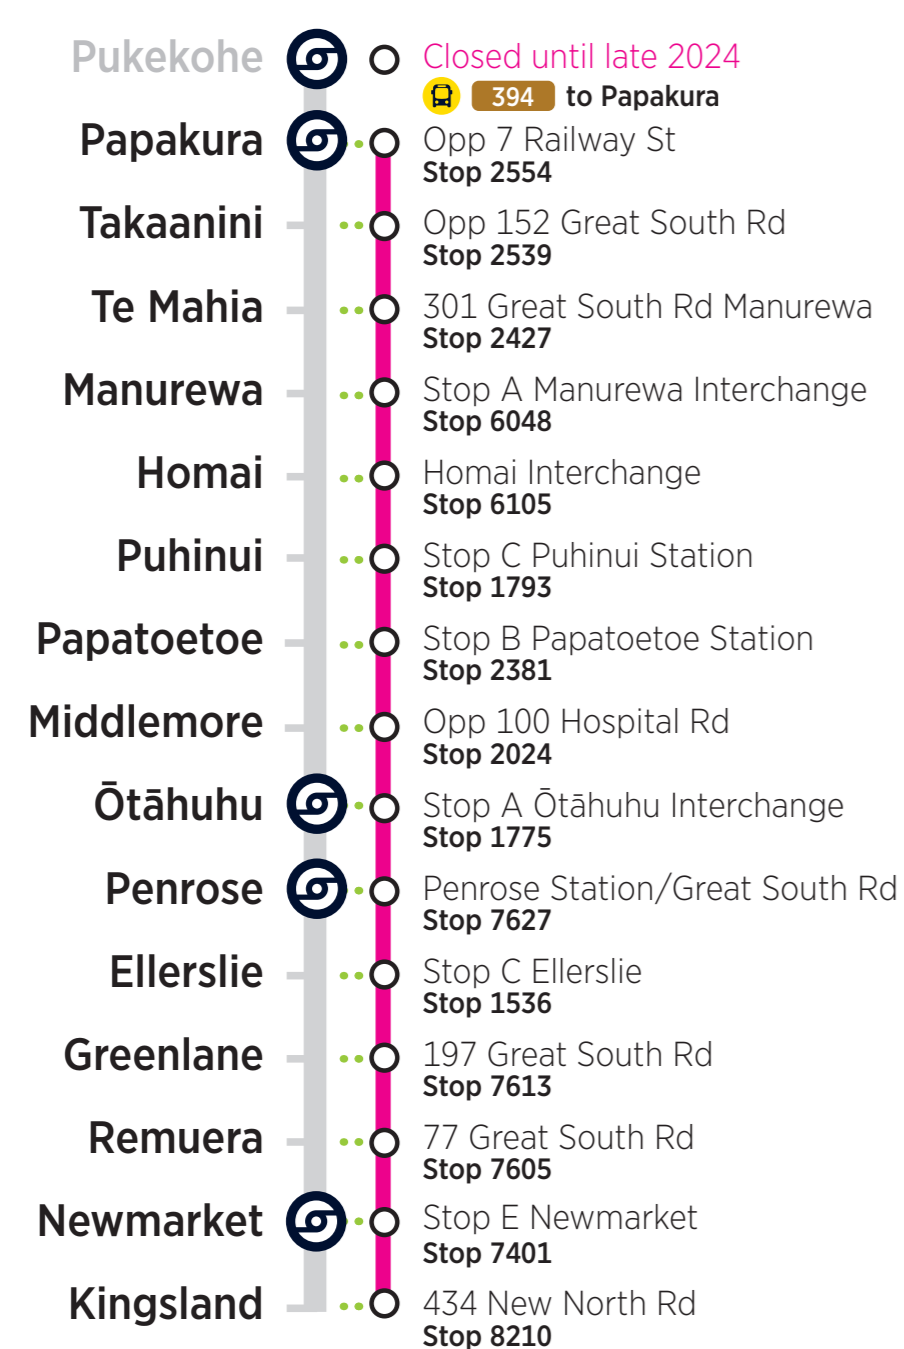 Pukekohe Closed until late 2024
394 to Papakura
Papakura Opp 7 Railway St
Stop 2554
Takaanini Opp 152 Great South Rd
Stop 2539
Te Mahia 301 Great South Rd Manurewa
Stop 2427
Manurewa Stop A Manurewa Interchange
Stop 6048
Homai Homai Interchange
Stop 6105
Puhinui Stop C Puhinui Station
Stop 1793
Papatoetoe Stop B Papatoetoe Station
Stop 2381
Middlemore Opp 100 Hospital Rd
Stop 2024
Ōtāhuhu Stop A Ōtāhuhu Interchange
Stop 1775
Penrose Penrose Station/Great South Rd
Stop 7627
Ellerslie Stop C Ellerslie
Stop 1536
Greenlane 197 Great South Rd
Stop 7613
Remuera 77 Great South Rd
Stop 7605
Newmarket Stop E Newmarket
Stop 7401
Kingsland 434 New North Rd
Stop 8210